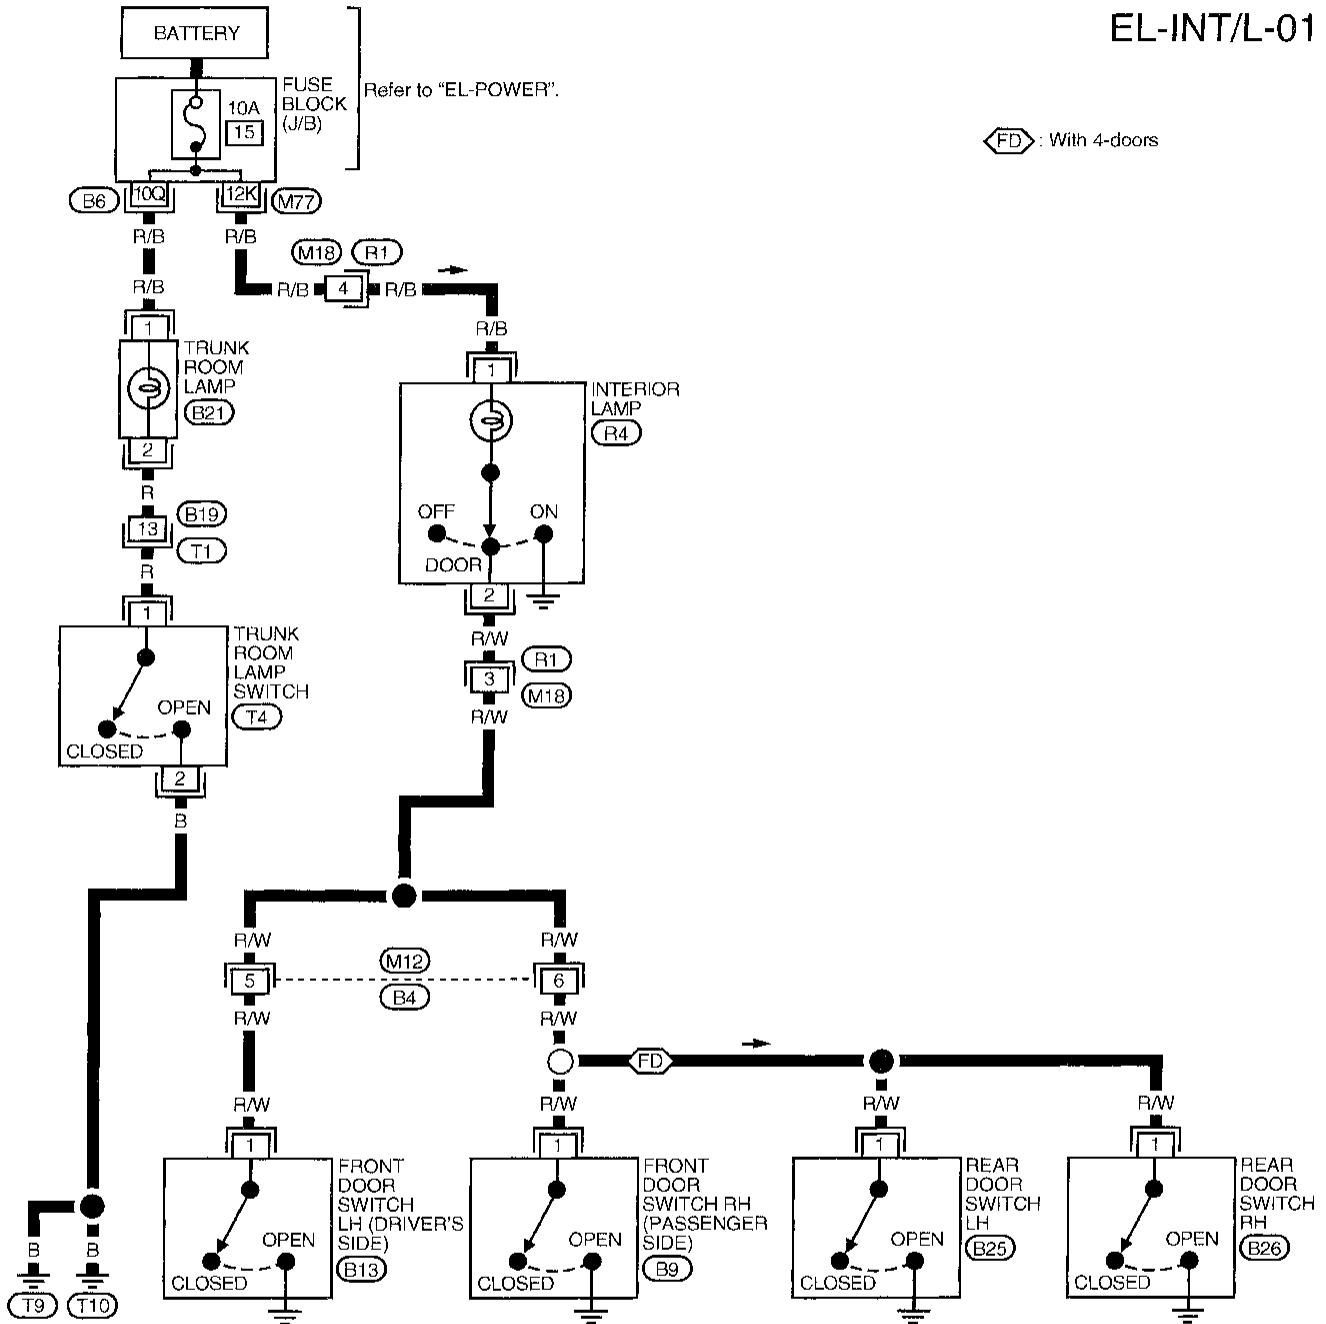 EL-INT/L-01
BATTERY
FUSE
BLOCK
(J/B)
Refer to “EL-POWER”.
10A
15
FD : With 4-doors
B6
10Q
12K
M77
R/B
R/B
M18
R1
R/B
R/B
4
R/B
R/B
1
TRUNK
ROOM
LAMP
B21
2
R
B19
13
T1
R
1
TRUNK
ROOM
LAMP
SWITCH
T4
OPEN
CLOSED
2
B
1
INTERIOR
LAMP
R4
OFF
ON
DOOR
2
R/W
R1
3
M18
R/W
R/W
R/W
M12
5
6
B4
R/W
R/W
FD
R/W
R/W
R/W
R/W
1
1
1
1
FRONT
DOOR
SWITCH
LH (DRIVER'S
SIDE)
B13
OPEN
CLOSED
FRONT
DOOR
SWITCH RH
(PASSENGER
SIDE)
B9
OPEN
CLOSED
REAR
DOOR
SWITCH
LH
B25
OPEN
CLOSED
REAR
DOOR
SWITCH
RH
B26
OPEN
CLOSED
B
B
T9
T10